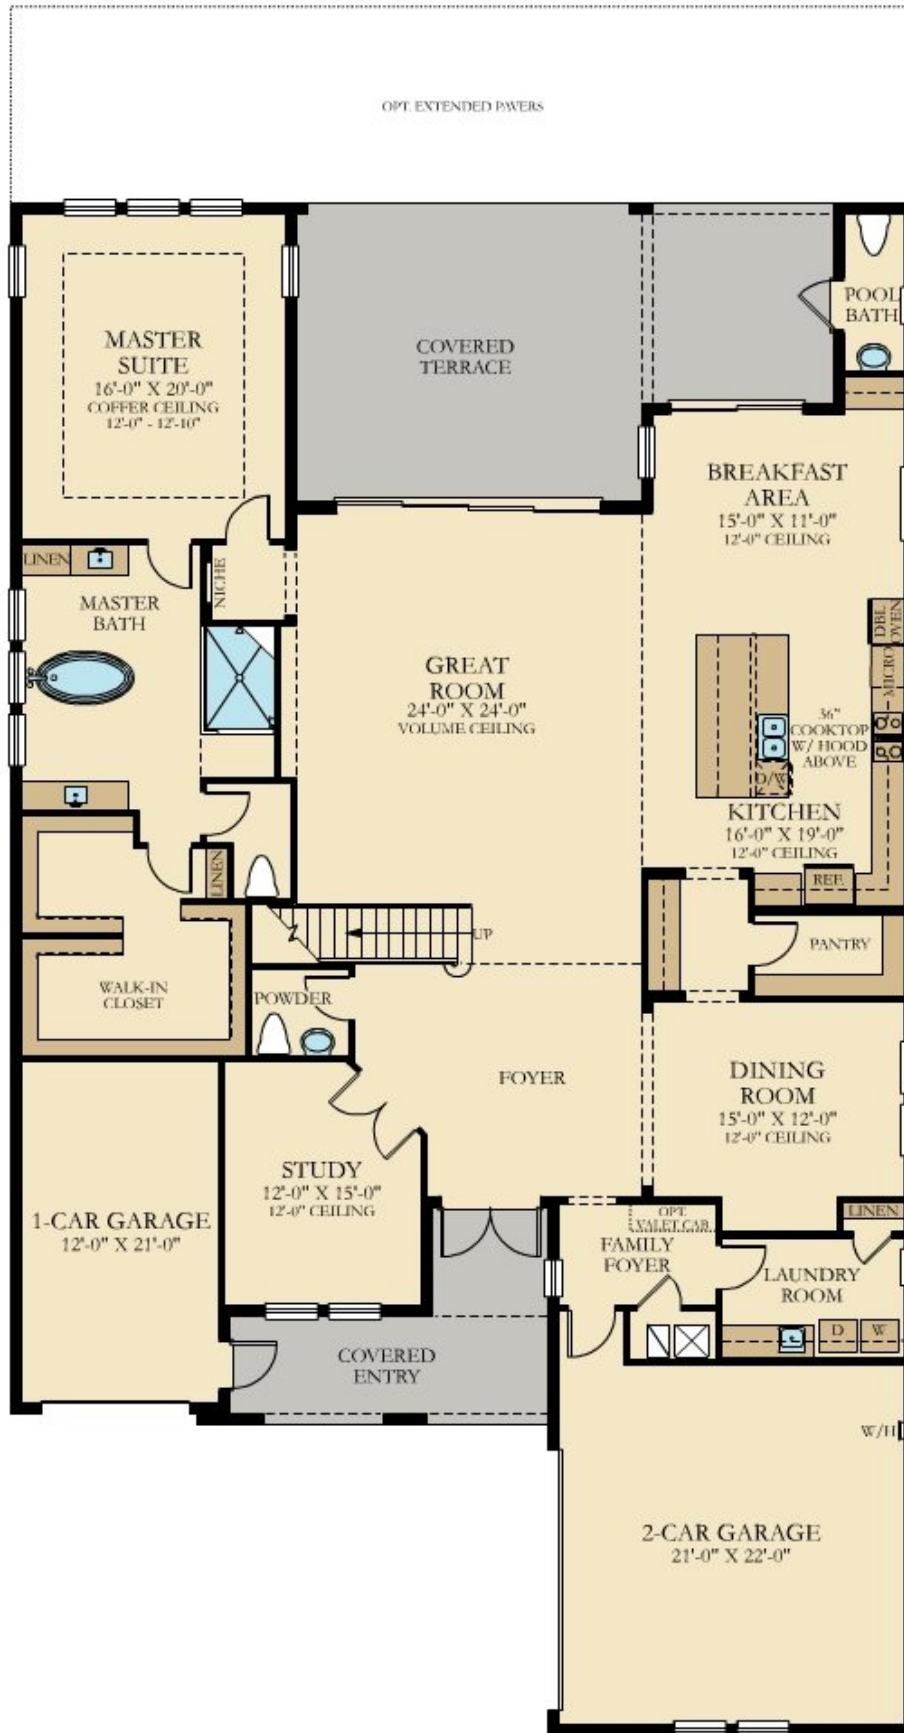 OPT. EXTENDED PAVERS
POOL
BATH
MASTER
SUITE
16'-0" X 20'-0"
COFFER CEILING
12'-0" - 12'-10"
COVERED
TERRACE
BREAKFAST
AREA
15'-0" X 11'-0"
12'-0" CEILING
LINEN
NICHE
MASTER
BATH
GREAT
ROOM
24'-0" X 24'-0"
VOLUME CEILING
DBL
OVEN
MICRO
36"
COOKTOP
W/ HOOD
ABOVE
D/W
KITCHEN
16'-0" X 19'-0"
12'-0" CEILING
REF.
LINEN
UP
PANTRY
WALK-IN
CLOSET
POWDER
FOYER
DINING
ROOM
15'-0" X 12'-0"
12'-0" CEILING
STUDY
12'-0" X 15'-0"
12'-0" CEILING
1-CAR GARAGE
12'-0" X 21'-0"
OPT.
VALET CAB.
FAMILY
FOYER
LINEN
LAUNDRY
ROOM
D
W
COVERED
ENTRY
W/H
2-CAR GARAGE
21'-0" X 22'-0"